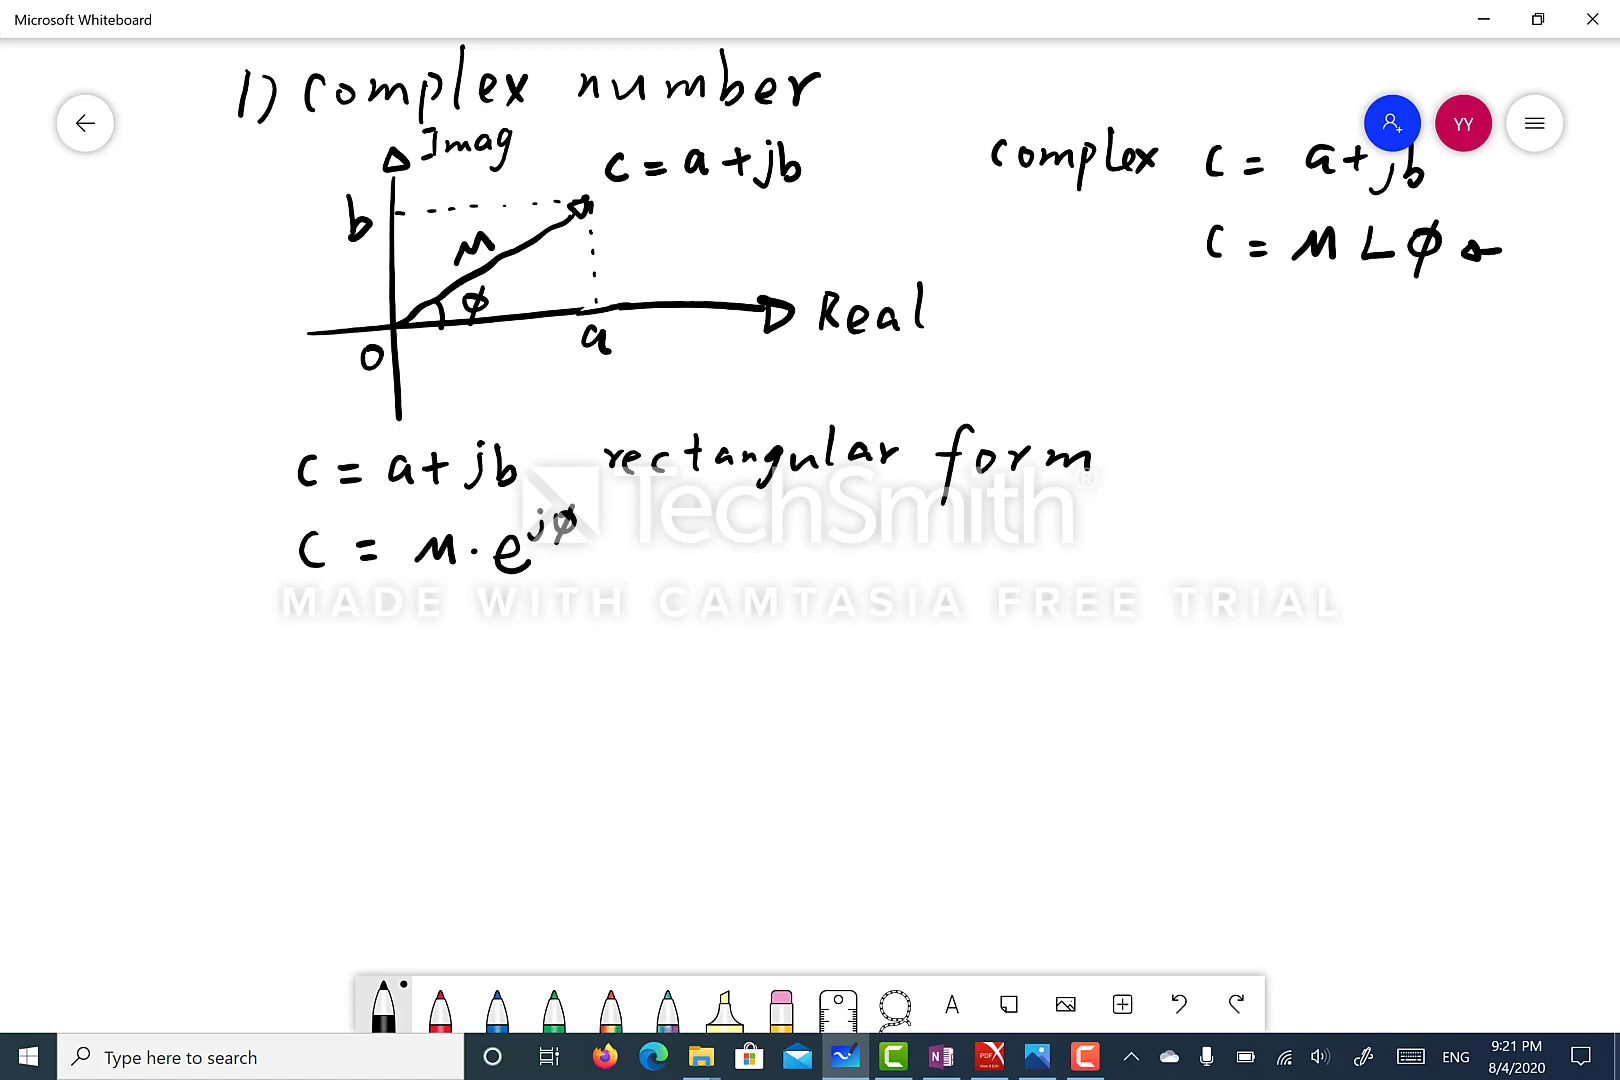 Microsoft Whiteboard
1) Complex number
Imag
C = a + jb
b
M
ϕ
Real
0
a
YY
Complex C = a + jb
C = M ∠ ϕ
C = a + jb rectangular form
C = M · e^jϕ
TechSmith®
MADE WITH CAMTASIA FREE TRIAL
A
Type here to search
ENG
9:21 PM
8/4/2020